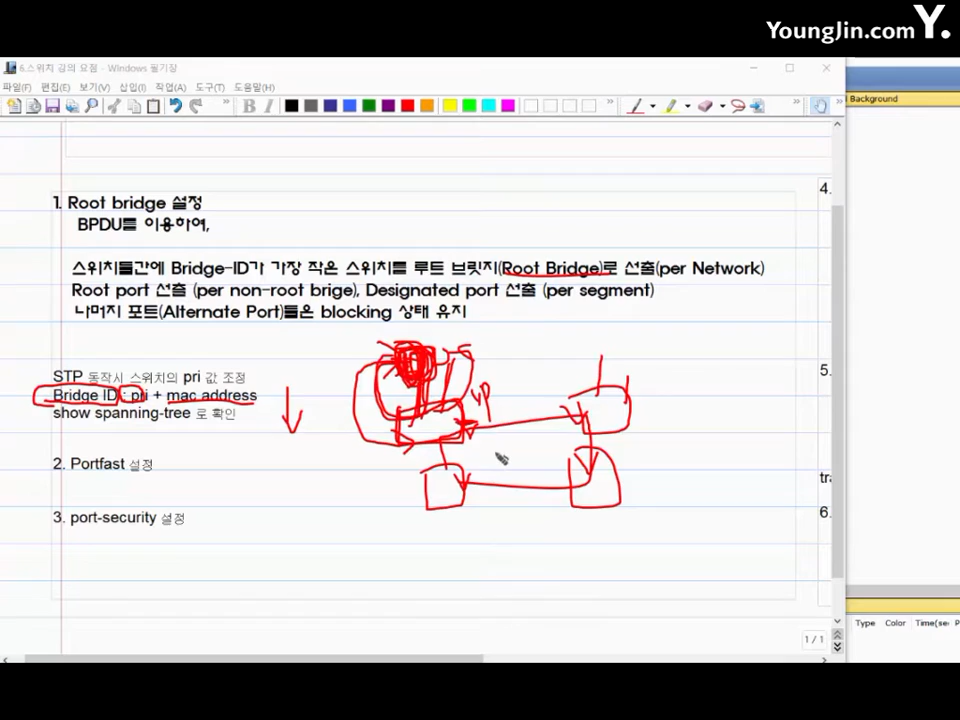 YoungJin.com Y.
6.스위치 강의 요점 - Windows 필기장
파일(F) 편집(E) 보기(V) 삽입(I) 작업(A) 도구(T) 도움말(H)
B I
Background
1. Root bridge 설정
BPDU를 이용하여,
스위치들간에 Bridge-ID가 가장 작은 스위치를 루트 브릿지(Root Bridge)로 선출(per Network)
Root port 선출 (per non-root brige), Designated port 선출 (per segment)
나머지 포트(Alternate Port)들은 blocking 상태 유지
STP 동작시 스위치의 pri 값 조정
Bridge ID : pri + mac address
show spanning-tree 로 확인
2. Portfast 설정
3. port-security 설정
4.
5.
6.
1 / 1
Type Color Time(se